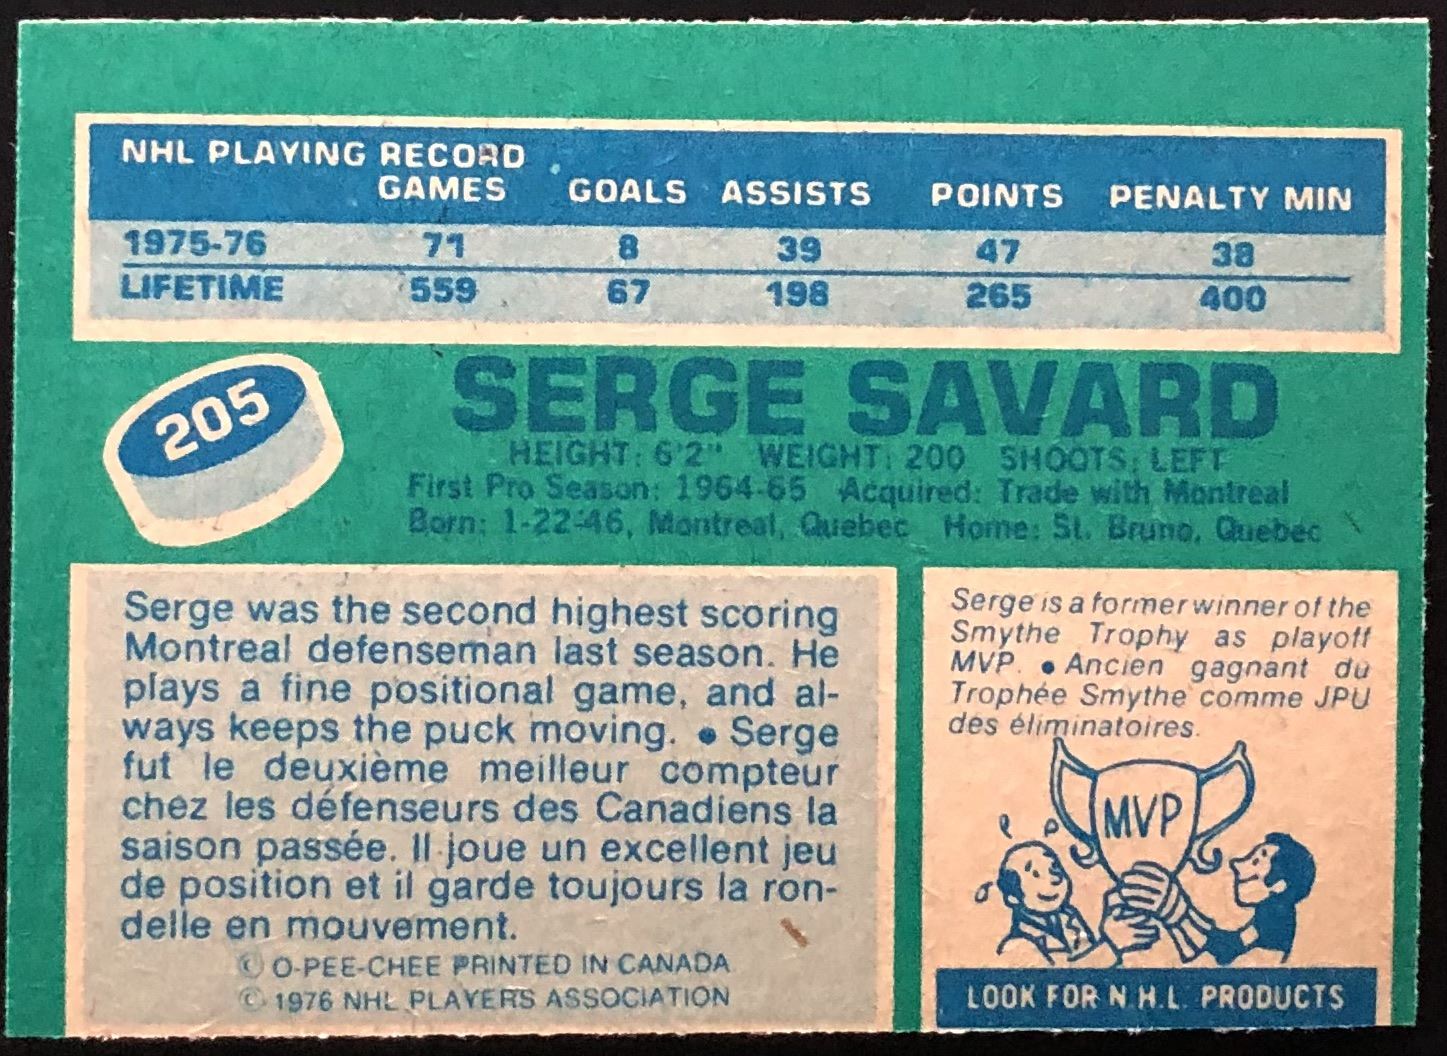 NHL PLAYING RECORD
GAMES GOALS ASSISTS POINTS PENALTY MIN
1975-76 71 8 39 47 38
LIFETIME 559 67 198 265 400
205
SERGE SAVARD
HEIGHT: 6'2" WEIGHT: 200 SHOOTS: LEFT
First Pro Season: 1964-65 Acquired: Trade with Montreal
Born: 1-22-46, Montreal, Quebec Home: St. Bruno, Quebec
Serge was the second highest scoring
Montreal defenseman last season. He
plays a fine positional game, and al-
ways keeps the puck moving. ● Serge
fut le deuxième meilleur compteur
chez les défenseurs des Canadiens la
saison passée. Il joue un excellent jeu
de position et il garde toujours la ron-
delle en mouvement.
© O-PEE-CHEE PRINTED IN CANADA
© 1976 NHL PLAYERS ASSOCIATION
Serge is a former winner of the
Smythe Trophy as playoff
MVP. ● Ancien gagnant du
Trophée Smythe comme JPU
des éliminatoires.
MVP
LOOK FOR N.H.L. PRODUCTS